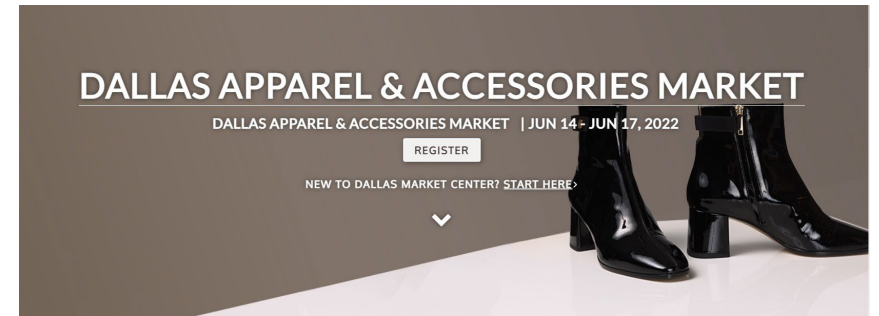 DALLAS APPAREL & ACCESSORIES MARKET
DALLAS APPAREL & ACCESSORIES MARKET | JUN 14 - JUN 17, 2022
REGISTER
NEW TO DALLAS MARKET CENTER? START HERE>